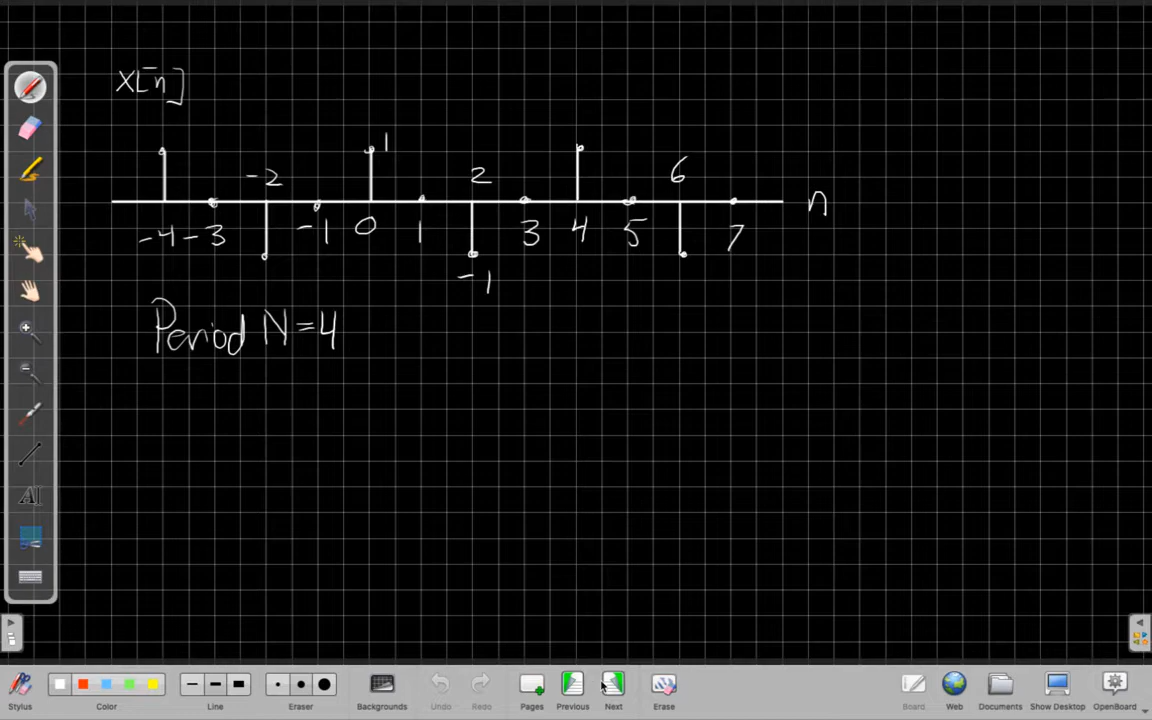 X[n]
1
-2 2 6
n
-4 -3 -1 0 1 3 4 5 7
-1
Period N=4
Stylus Color Line Eraser Backgrounds Undo Redo Pages Previous Next Erase Board Web Documents Show Desktop OpenBoard